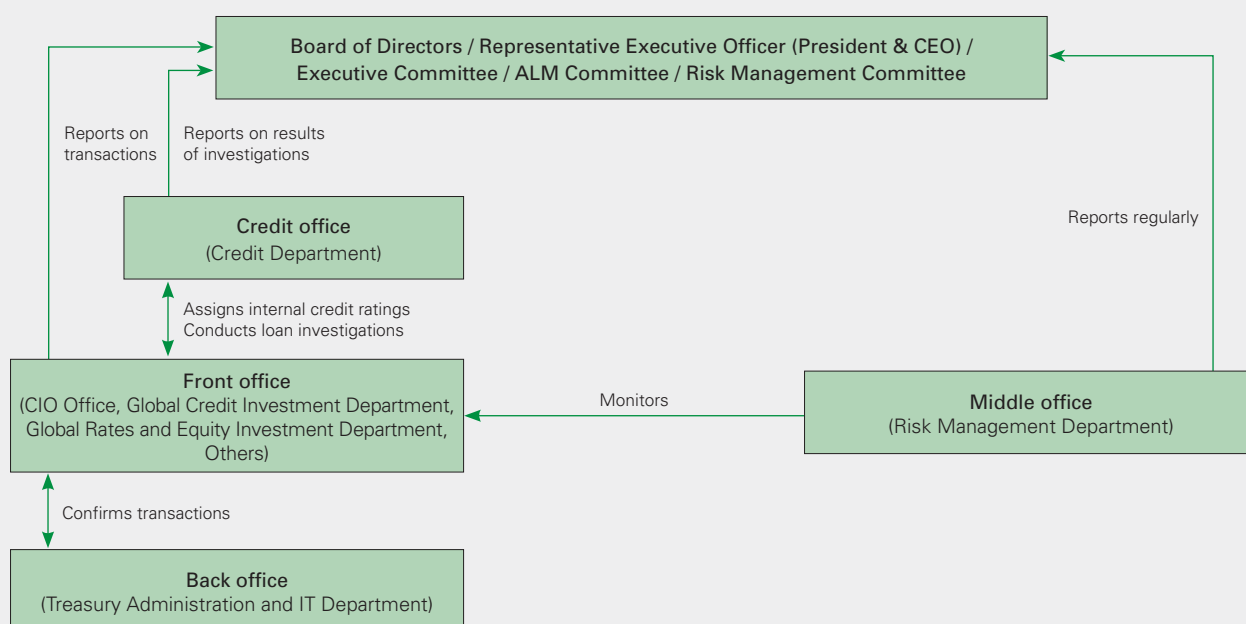 Board of Directors / Representative Executive Officer (President & CEO) /
Executive Committee / ALM Committee / Risk Management Committee
Reports on
transactions
Reports on results
of investigations
Reports regularly
Credit office
(Credit Department)
Assigns internal credit ratings
Conducts loan investigations
Front office
(CIO Office, Global Credit Investment Department,
Global Rates and Equity Investment Department,
Others)
Monitors
Middle office
(Risk Management Department)
Confirms transactions
Back office
(Treasury Administration and IT Department)